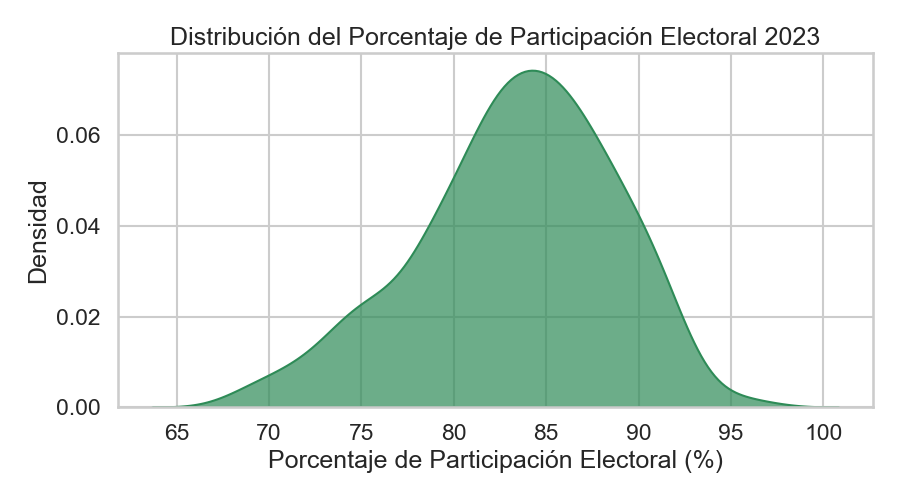 Distribución del Porcentaje de Participación Electoral 2023
Densidad
0.06
0.04
0.02
0.00
65 70 75 80 85 90 95 100
Porcentaje de Participación Electoral (%)